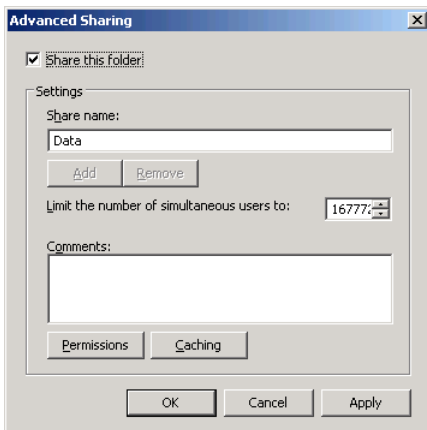 Advanced Sharing
Share this folder
Settings
Share name:
Data
Add Remove
Limit the number of simultaneous users to:
Comments:
Permissions Caching
OK Cancel Apply